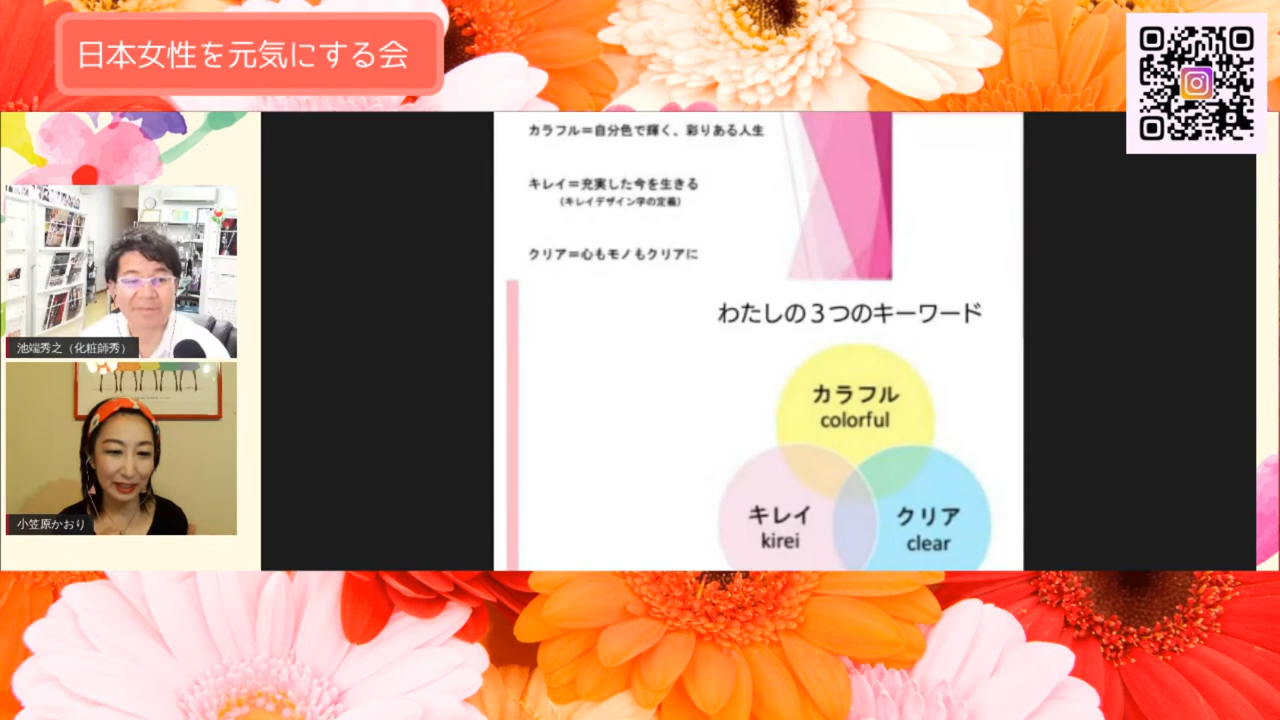 日本女性を元気にする会
カラフル＝自分色で輝く、彩りある人生
キレイ＝充実した今を生きる
（キレイデザイン学の定義）
クリア＝心もモノもクリアに
わたしの３つのキーワード
カラフル
colorful
キレイ
kirei
クリア
clear
池端秀之（化粧師秀）
小笠原かおり